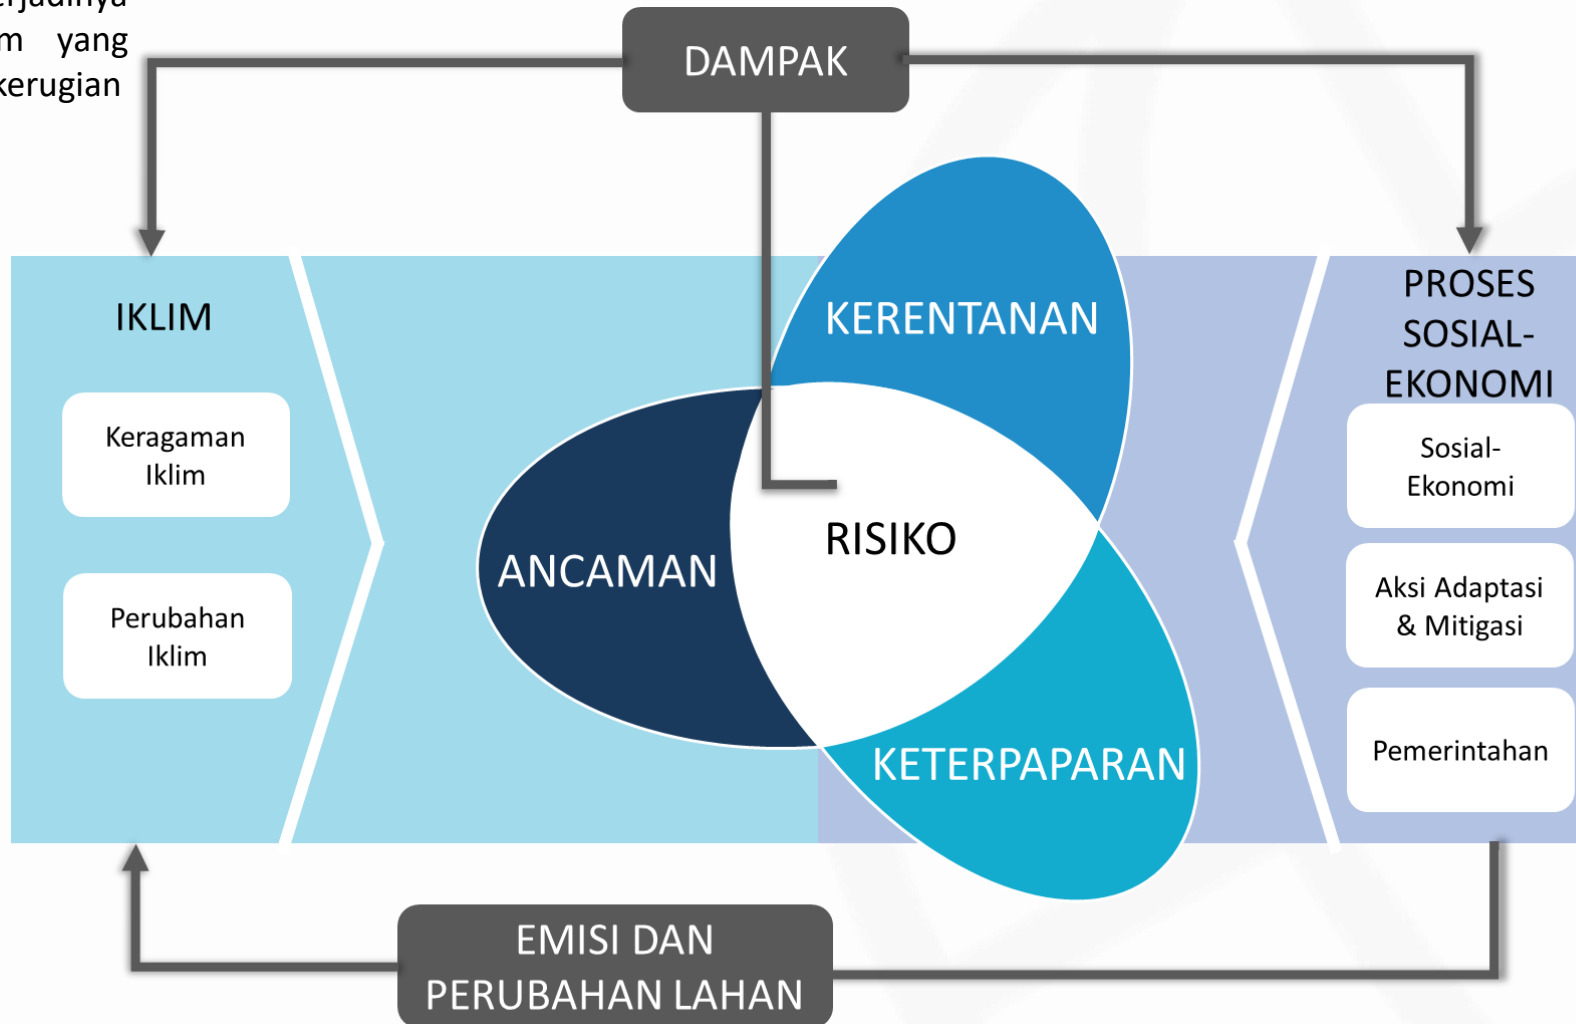 yang
kerugian
DAMPAK
IKLIM
Keragaman
Iklim
Perubahan
Iklim
KERENTANAN
ANCAMAN
RISIKO
KETERPAPARAN
PROSES
SOSIAL-
EKONOMI
Sosial-
Ekonomi
Aksi Adaptasi
& Mitigasi
Pemerintahan
EMISI DAN
PERUBAHAN LAHAN